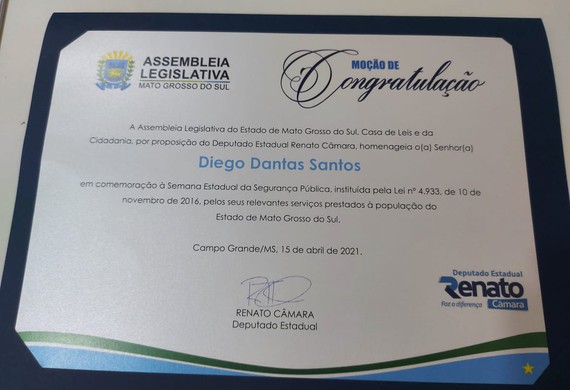 ASSEMBLEIA
LEGISLATIVA
MATO GROSSO DO SUL
MOÇÃO DE
Congratulação
A Assembleia Legislativa do Estado de Mato Grosso do Sul, Casa de Leis e da
Cidadania, por proposição do Deputado Estadual Renato Câmara, homenageia o(a) Senhor(a)
Diego Dantas Santos
em comemoração à Semana Estadual da Segurança Pública, instituída pela Lei nº 4.933, de 10 de
novembro de 2016, pelos seus relevantes serviços prestados à população do
Estado de Mato Grosso do Sul.
Campo Grande/MS, 15 de abril de 2021.
RENATO CÂMARA
Deputado Estadual
Deputado Estadual
Renato
Faz a diferença Câmara